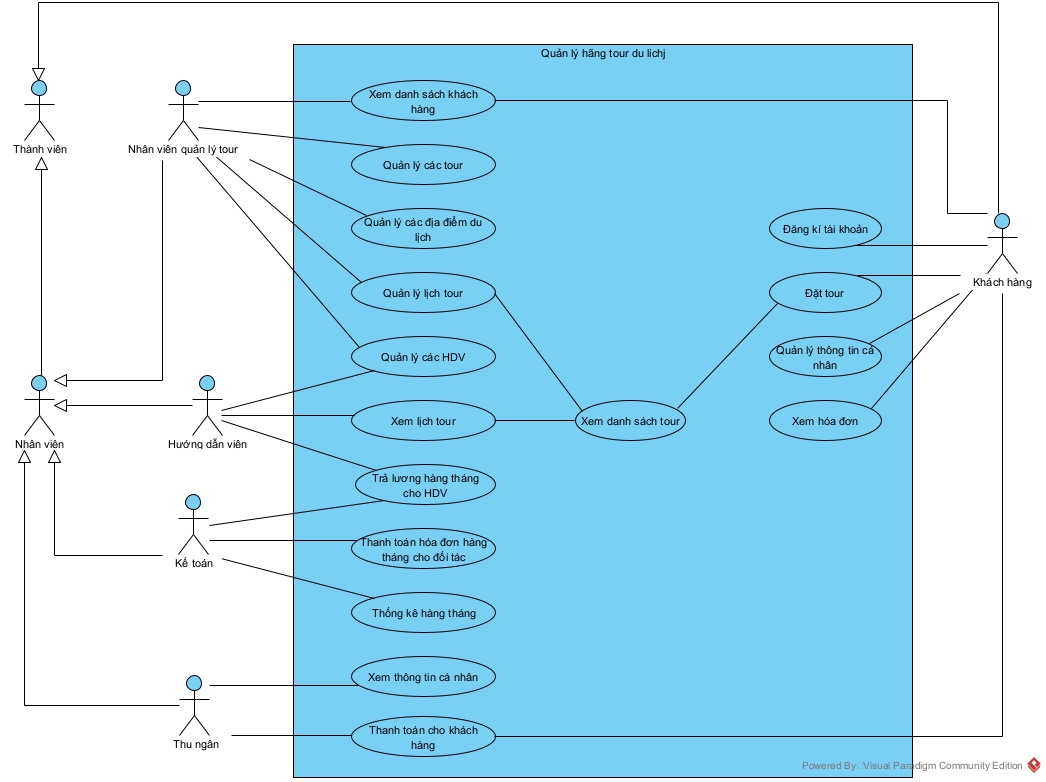 Quản lý hãng tour du lichj
Xem danh sách khách
hàng
Thành viên
Nhân viên quản lý tour
Quản lý các tour
Quản lý các địa điểm du
lịch
Đăng kí tài khoản
Khách hàng
Quản lý lịch tour
Đặt tour
Quản lý các HDV
Quản lý thông tin cá
nhân
Xem lịch tour
Xem danh sách tour
Xem hóa đơn
Nhân viên
Hướng dẫn viên
Trả lương hàng tháng
cho HDV
Thanh toán hóa đơn hàng
tháng cho đối tác
Kế toán
Thống kê hàng tháng
Xem thông tin cá nhân
Thanh toán cho khách
hàng
Thu ngân
Powered By Visual Paradigm Community Edition